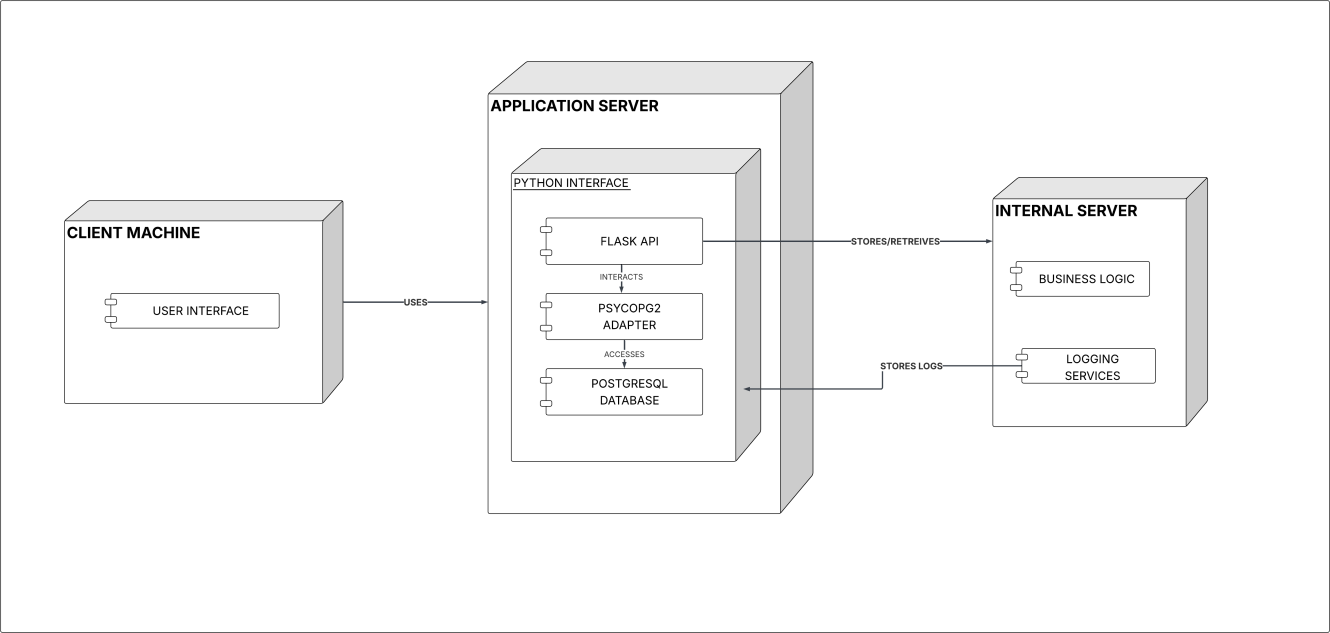 APPLICATION SERVER
PYTHON INTERFACE
CLIENT MACHINE
USER INTERFACE
USES
FLASK API
INTERACTS
PSYCOPG2
ADAPTER
ACCESSES
POSTGRESQL
DATABASE
STORES/RETREIVES
STORES LOGS
INTERNAL SERVER
BUSINESS LOGIC
LOGGING
SERVICES